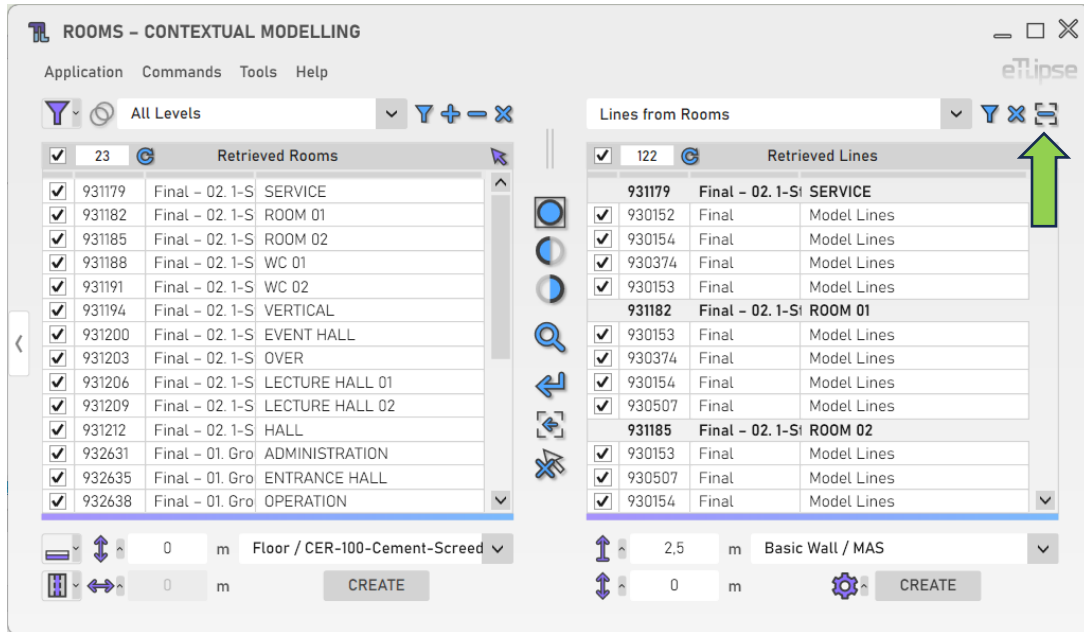 ROOMS – CONTEXTUAL MODELLING
Application Commands Tools Help
eTLipse
All Levels
Lines from Rooms
23 Retrieved Rooms
122 Retrieved Lines
931179 Final – 02. 1-S SERVICE
931182 Final – 02. 1-S ROOM 01
931185 Final – 02. 1-S ROOM 02
931188 Final – 02. 1-S WC 01
931191 Final – 02. 1-S WC 02
931194 Final – 02. 1-S VERTICAL
931200 Final – 02. 1-S EVENT HALL
931203 Final – 02. 1-S OVER
931206 Final – 02. 1-S LECTURE HALL 01
931209 Final – 02. 1-S LECTURE HALL 02
931212 Final – 02. 1-S HALL
932631 Final – 01. Gro ADMINISTRATION
932635 Final – 01. Gro ENTRANCE HALL
932638 Final – 01. Gro OPERATION
931179 Final – 02. 1-St SERVICE
930152 Final Model Lines
930154 Final Model Lines
930374 Final Model Lines
930153 Final Model Lines
931182 Final – 02. 1-St ROOM 01
930153 Final Model Lines
930374 Final Model Lines
930154 Final Model Lines
930507 Final Model Lines
931185 Final – 02. 1-St ROOM 02
930153 Final Model Lines
930507 Final Model Lines
930154 Final Model Lines
0 m Floor / CER-100-Cement-Screed
0 m CREATE
2,5 m Basic Wall / MAS
0 m CREATE